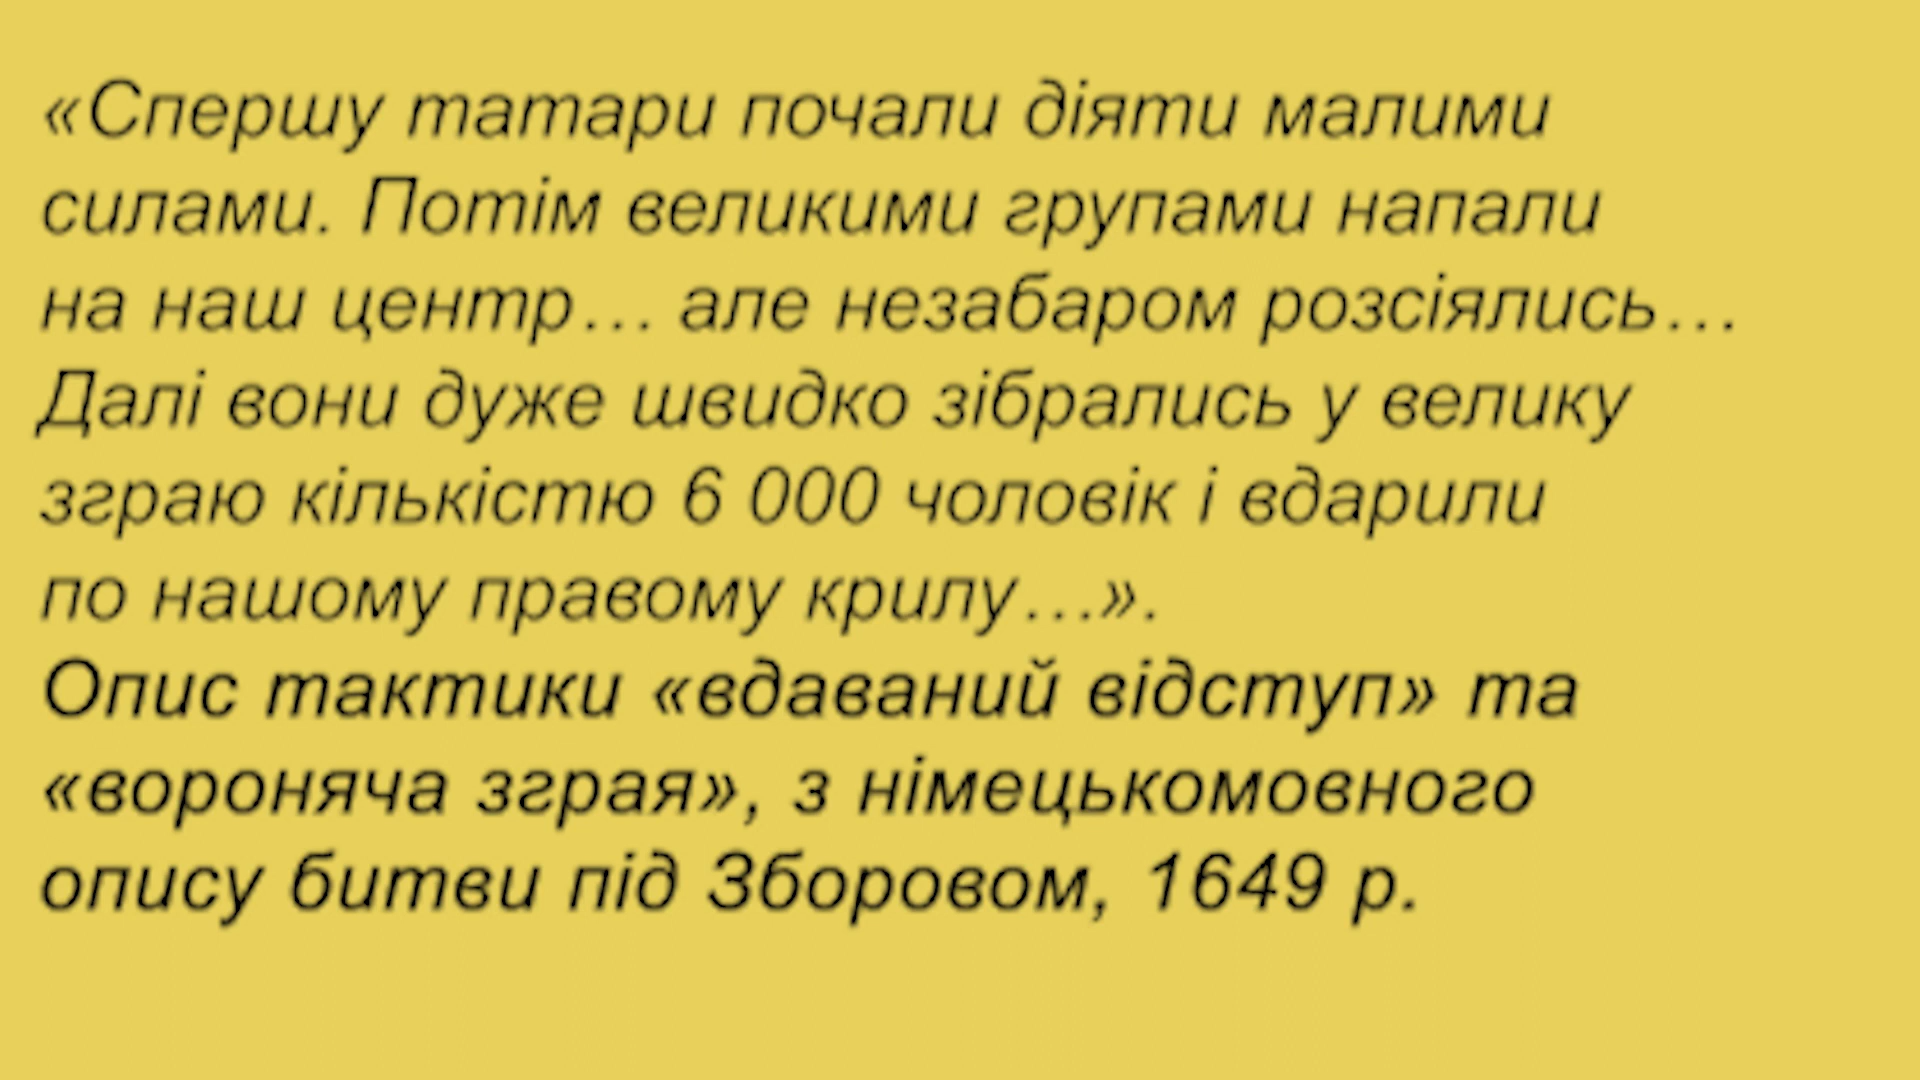 «Спершу татари почали діяти малими
силами. Потім великими групами напали
на наш центр… але незабаром розсіялись…
Далі вони дуже швидко зібрались у велику
зграю кількістю 6 000 чоловік і вдарили
по нашому правому крилу…».
Опис тактики «вдаваний відступ» та
«вороняча зграя», з німецькомовного
опису битви під Зборовом, 1649 р.